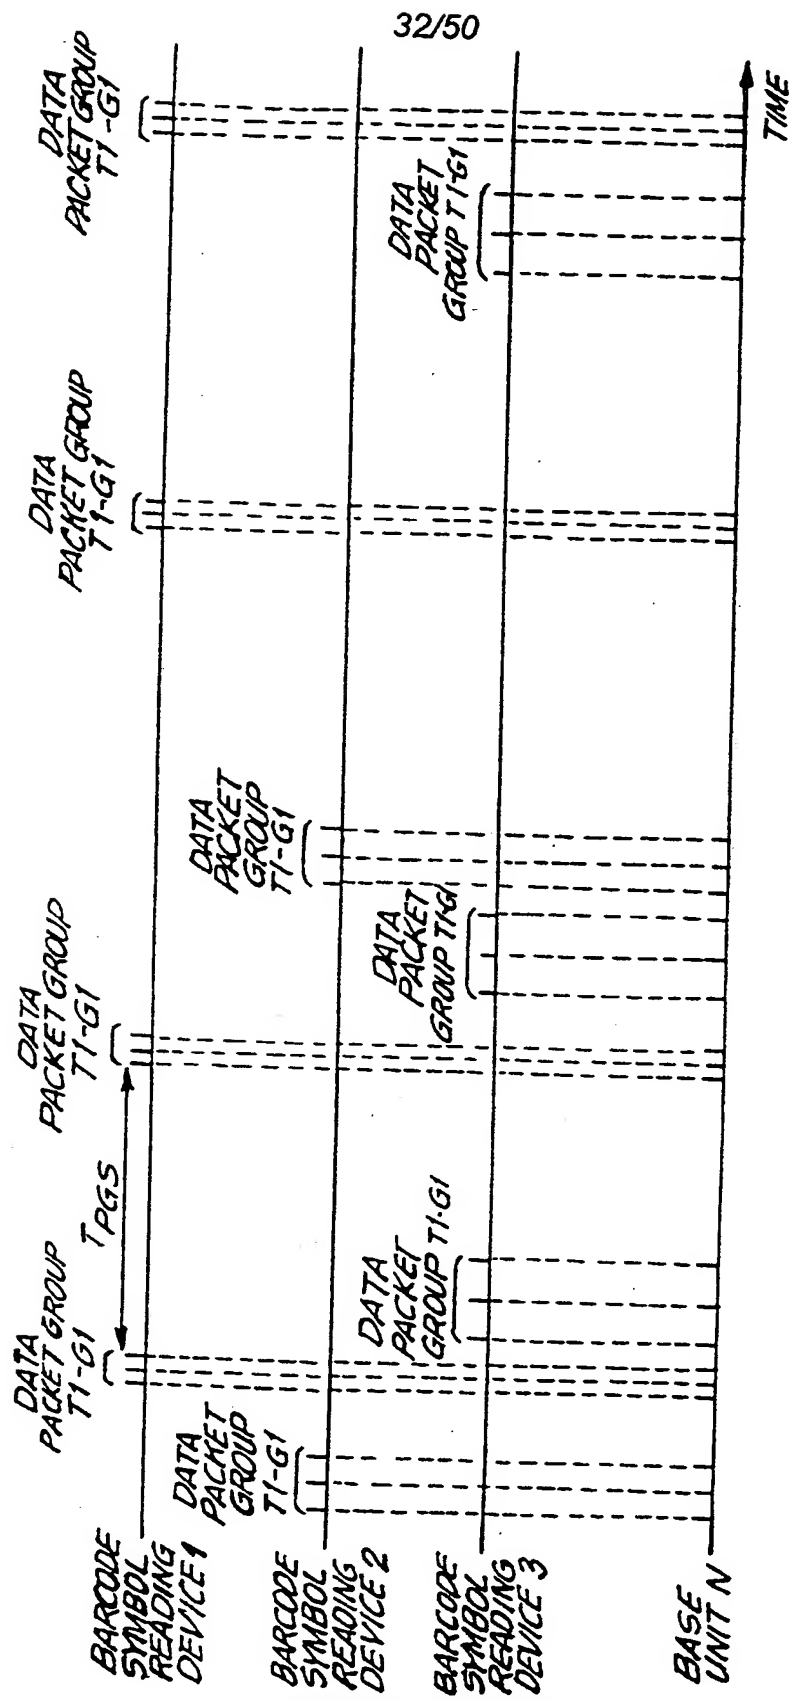 32/50
BARCODE
SYMBOL
READING
DEVICE 1
DATA
PACKET GROUP
T1-G1
TPGS
DATA
PACKET GROUP
T1-G1
DATA
PACKET GROUP
T1-G1
DATA
PACKET GROUP
T1-G1
BARCODE
SYMBOL
READING
DEVICE 2
DATA
PACKET
GROUP
T1-G1
DATA
PACKET
GROUP
T1-G1
BARCODE
SYMBOL
READING
DEVICE 3
DATA
PACKET
GROUP T1-G1
DATA
PACKET
GROUP T1-G1
DATA
PACKET
GROUP T1-G1
BASE
UNIT N
TIME